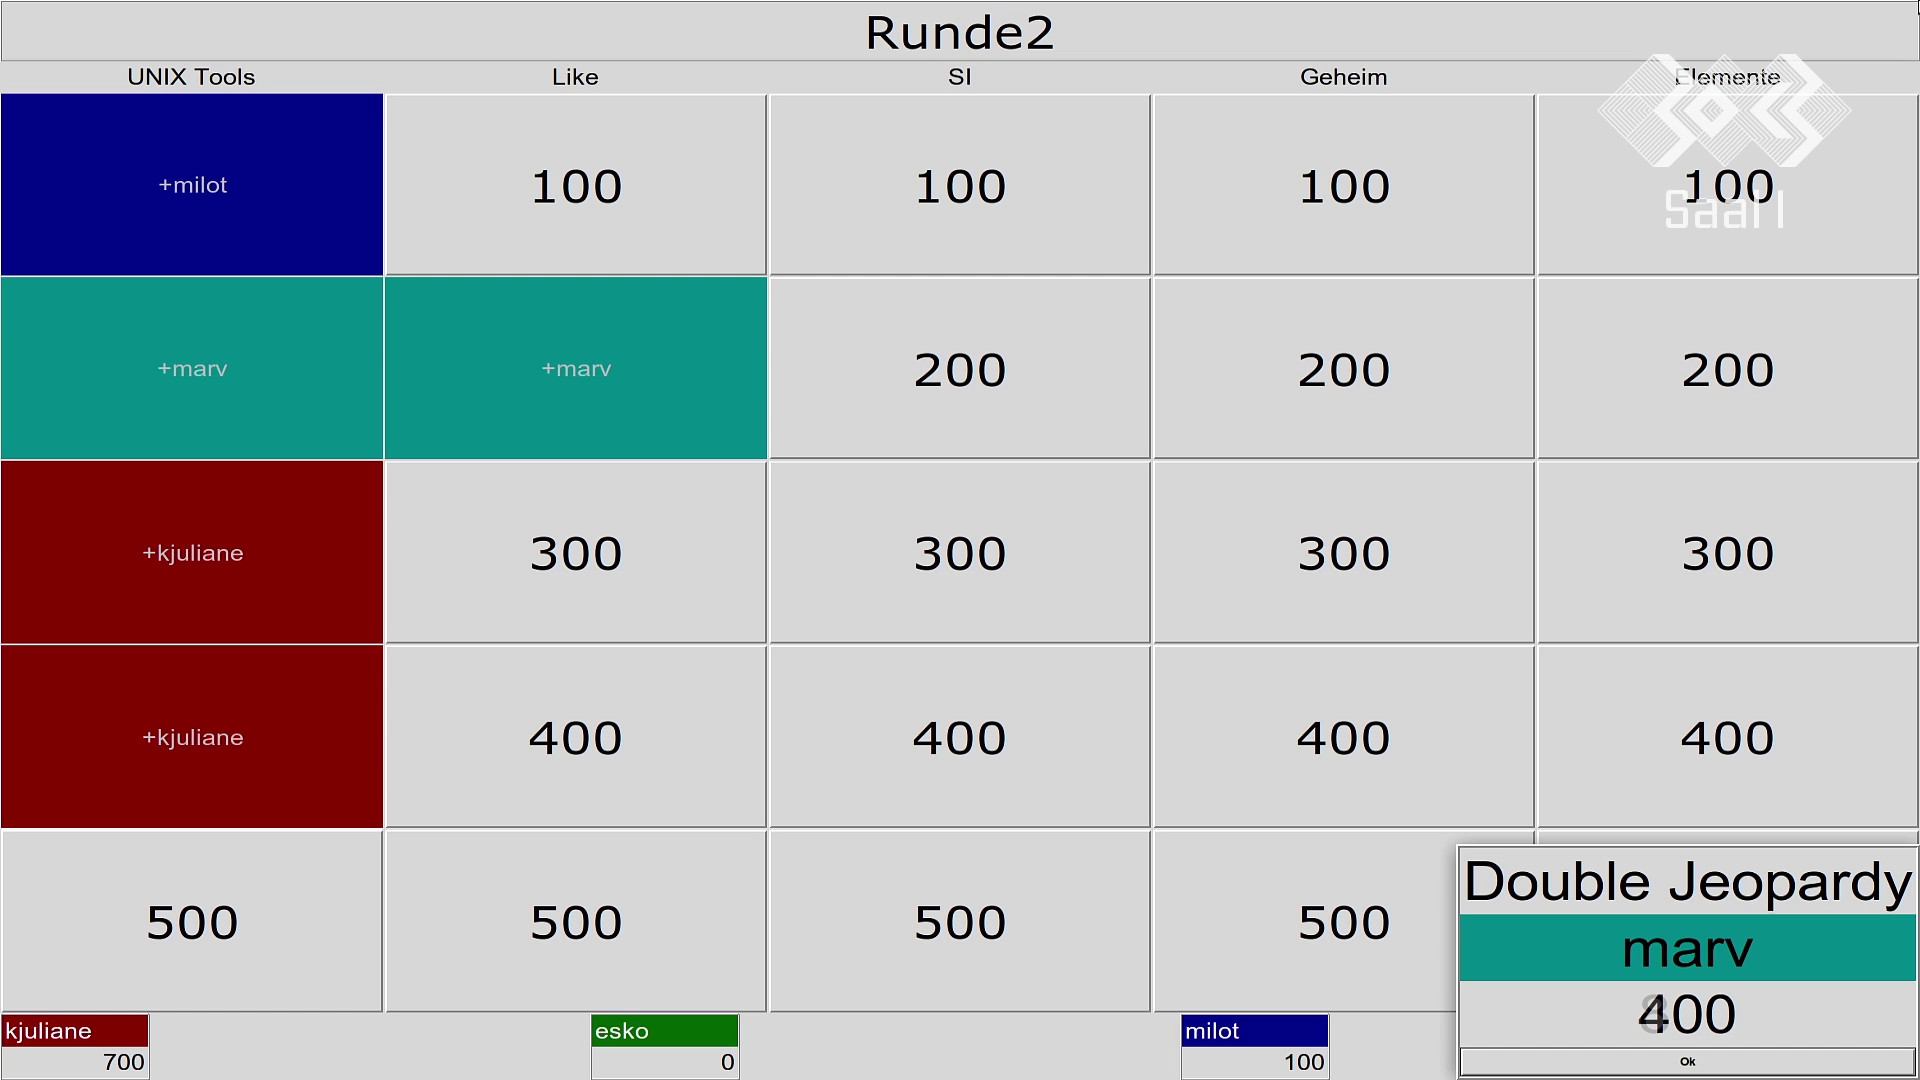 Runde2
UNIX Tools Like SI Geheim Elemente
+milot 100 100 100 100
Saal 1
+marv +marv 200 200 200
+kjuliane 300 300 300 300
+kjuliane 400 400 400 400
500 500 500 500
Double Jeopardy
marv
400
Ok
kjuliane esko milot
700 0 100